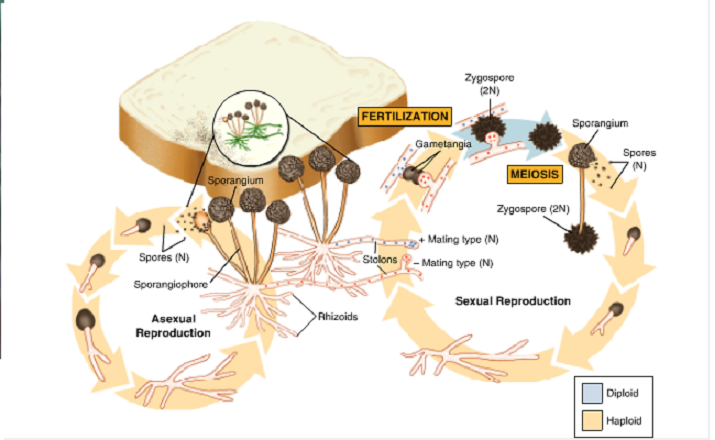 Zygospore
(2N)
FERTILIZATION
Gametangia
Sporangium
MEIOSIS
Spores
(N)
Sporangium
Zygospore (2N)
Spores (N)
+ Mating type (N)
Stolons
– Mating type (N)
Sporangiophore
Rhizoids
Asexual
Reproduction
Sexual Reproduction
Diploid
Haploid